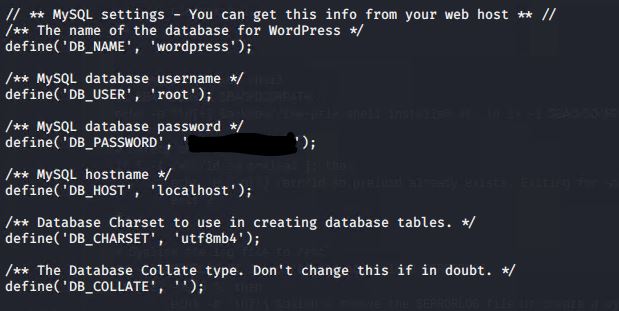 // ** MySQL settings - You can get this info from your web host ** //
/** The name of the database for WordPress */
define('DB_NAME', 'wordpress');
/** MySQL database username */
define('DB_USER', 'root');
/** MySQL database password */
define('DB_PASSWORD', '');
/** MySQL hostname */
define('DB_HOST', 'localhost');
/** Database Charset to use in creating database tables. */
define('DB_CHARSET', 'utf8mb4');
/** The Database Collate type. Don't change this if in doubt. */
define('DB_COLLATE', '');